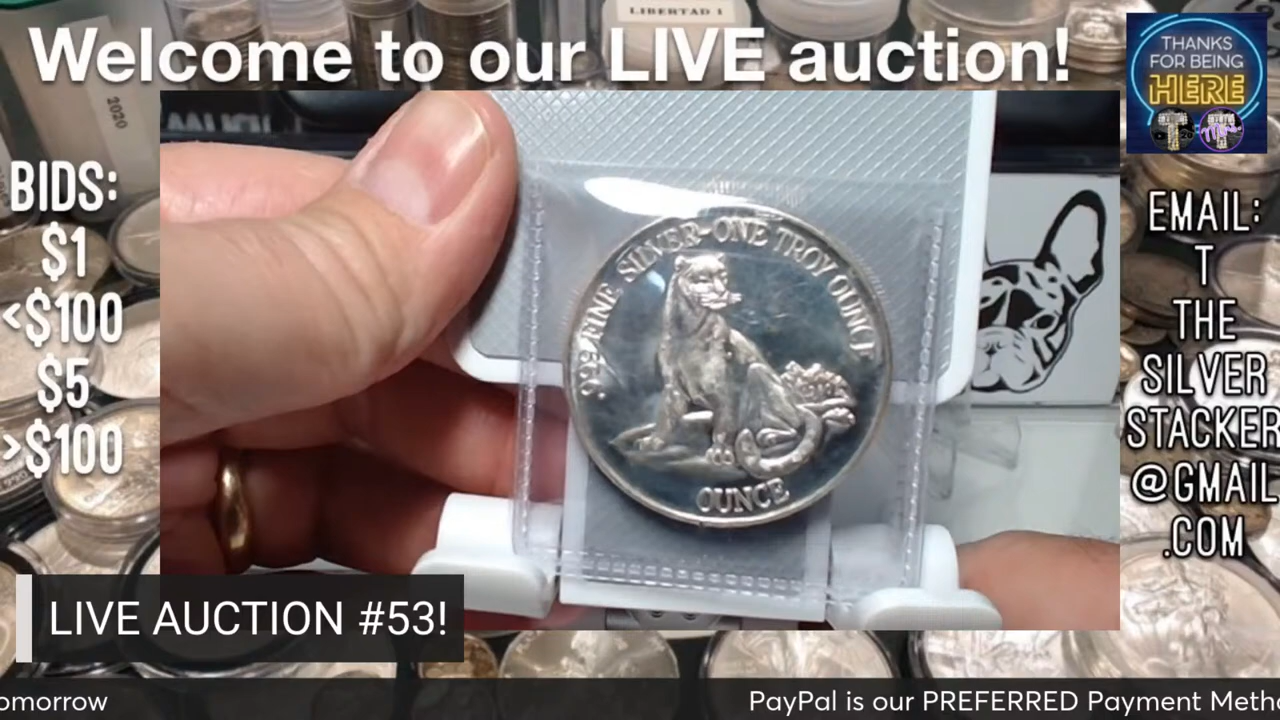 LIBERTAD 1
Welcome to our LIVE auction!
THANKS
FOR BEING
HERE
2020
BIDS:
$1
<$100
$5
>$100
EMAIL:
T
THE
SILVER
STACKER
@GMAIL
.COM
.999 FINE SILVER-ONE TROY OUNCE
OUNCE
LIVE AUCTION #53!
omorrow
PayPal is our PREFERRED Payment Metho